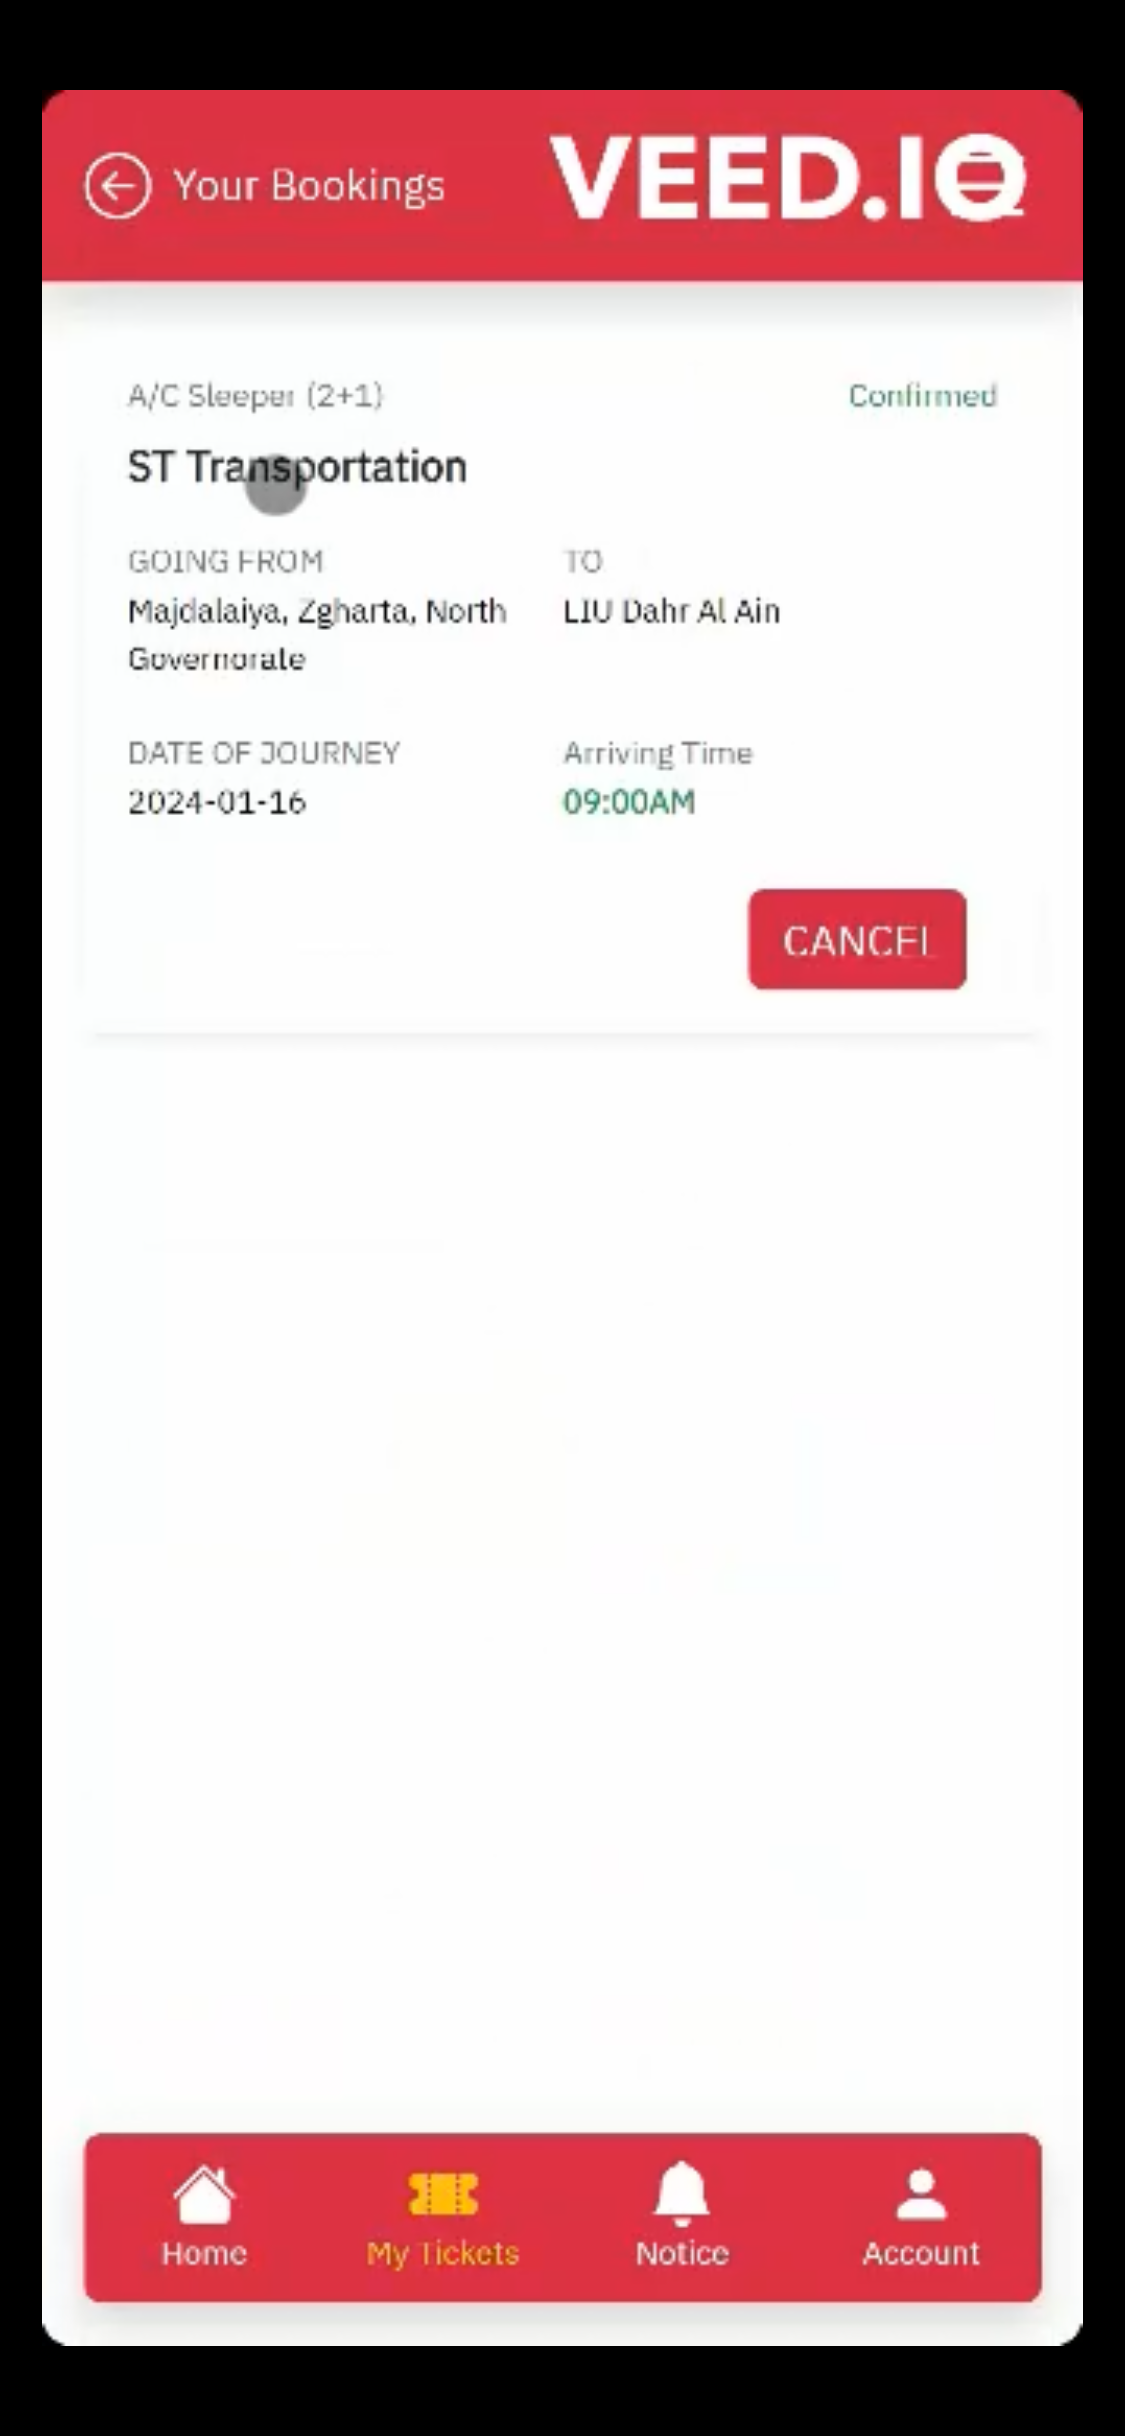 Your Bookings
VEED.IO
A/C Sleeper (2+1)
Confirmed
ST Transportation
GOING FROM
TO
Majdalaiya, Zgharta, North
Governorate
LIU Dahr Al Ain
DATE OF JOURNEY
Arriving Time
2024-01-16
09:00AM
CANCEL
Home
My Tickets
Notice
Account